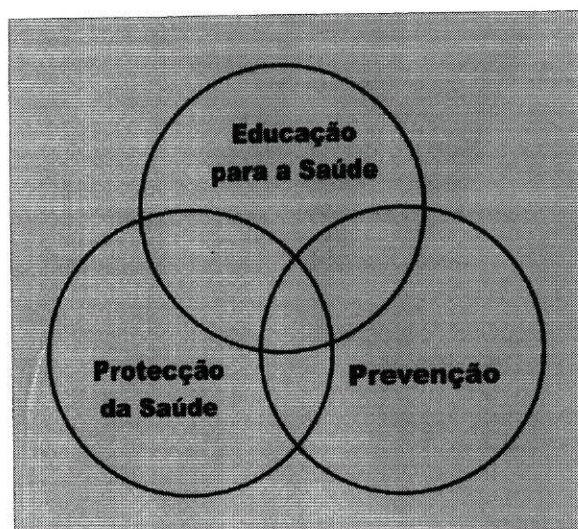 Educação
para a Saúde
Protecção
da Saúde
Prevenção